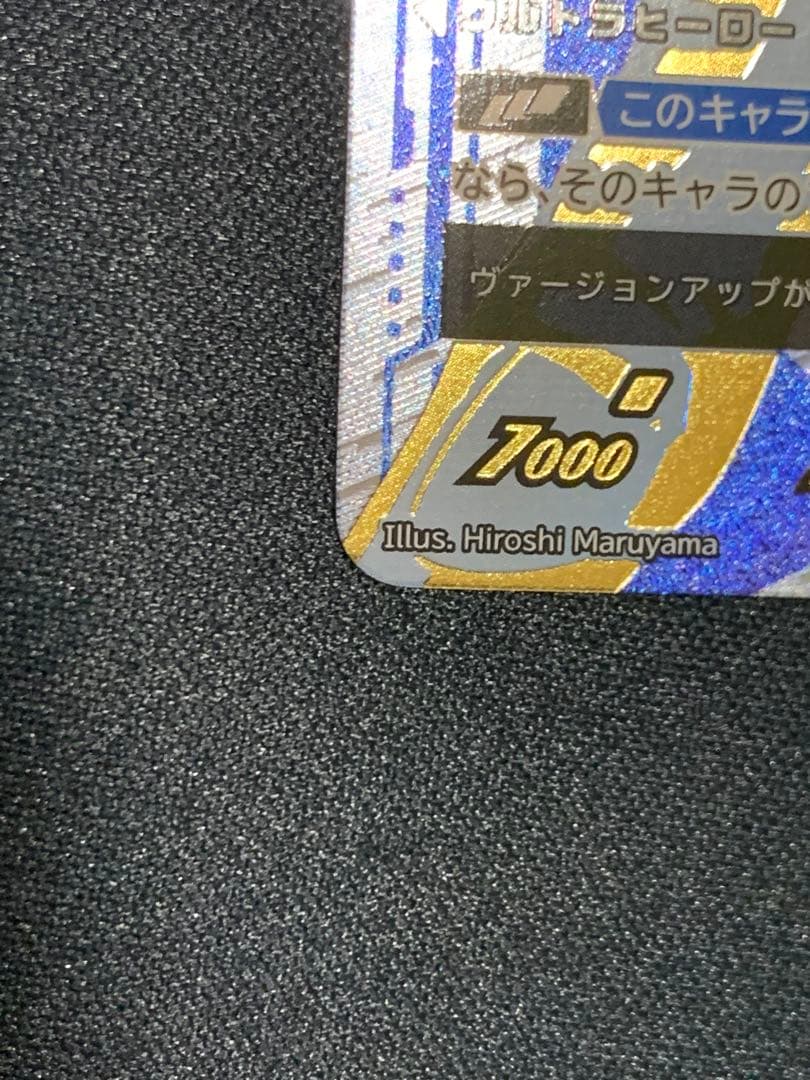 ウルトラヒーロー
このキャラ
なら、そのキャラの
ヴァージョンアップが
7000
Illus. Hiroshi Maruyama